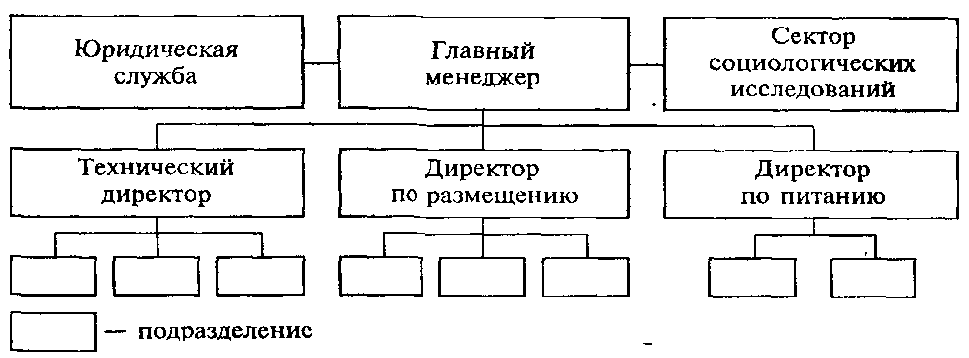 Юридическая
служба
Главный
менеджер
Сектор
социологических
исследований
Технический
директор
Директор
по размещению
Директор
по питанию
— подразделение